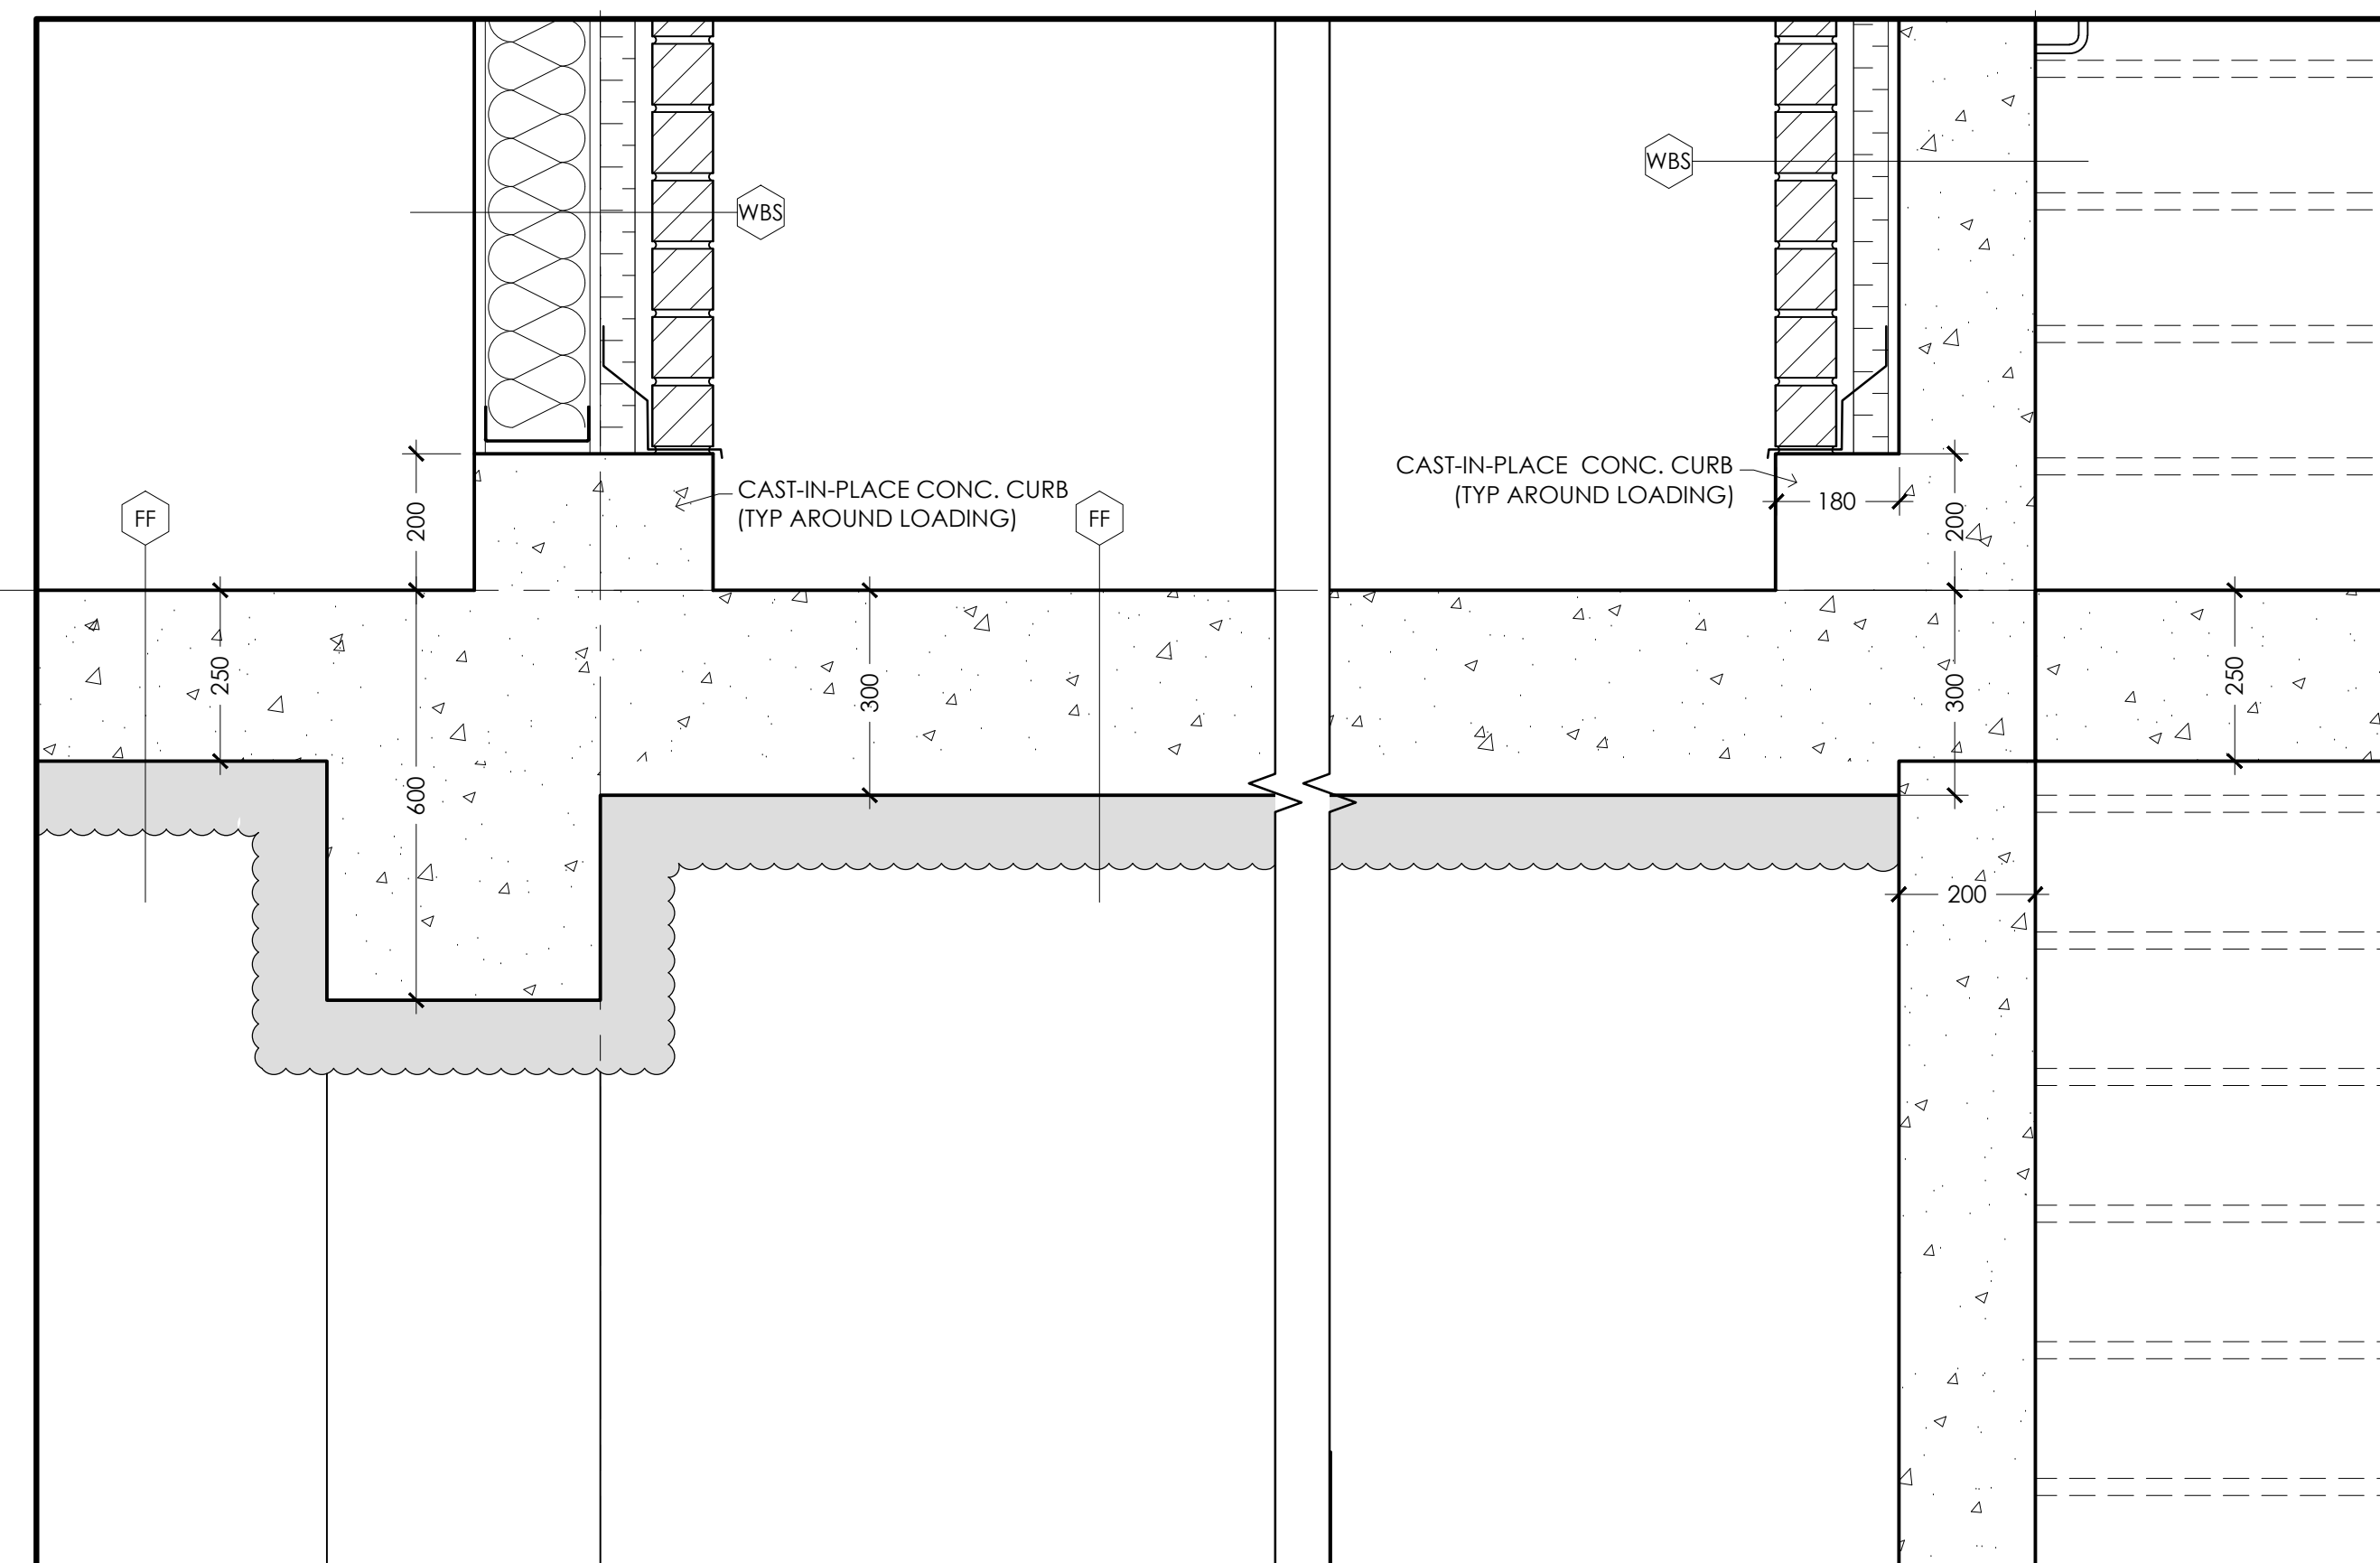 WBS
WBS
CAST-IN-PLACE CONC. CURB
(TYP AROUND LOADING)
CAST-IN-PLACE  CONC. CURB
(TYP AROUND LOADING)
180
200
200
FF
FF
250
300
300
250
600
200